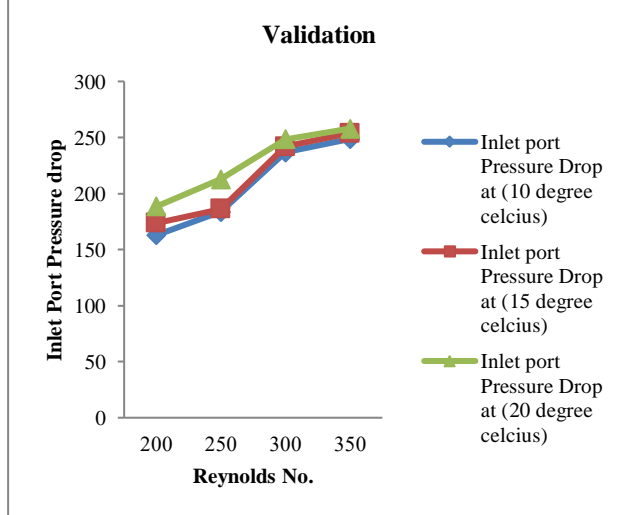 Validation
300
250
200
150
100
50
0
Inlet Port Pressure drop
200 250 300 350
Reynolds No.
Inlet port
Pressure Drop
at (10 degree
celcius)
Inlet port
Pressure Drop
at (15 degree
celcius)
Inlet port
Pressure Drop
at (20 degree
celcius)